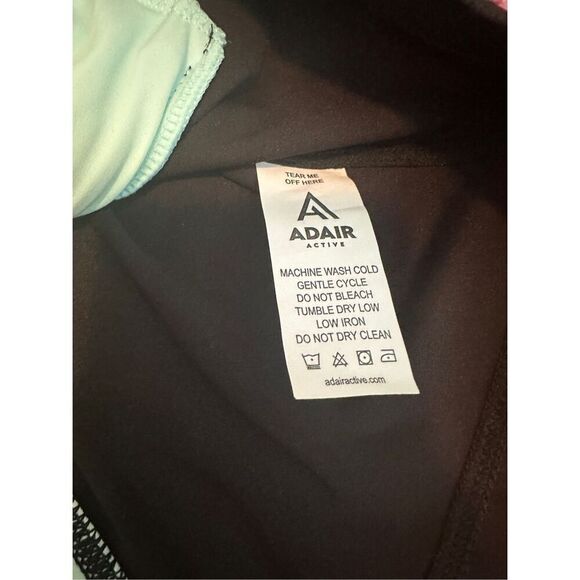 TEAR ME
OFF HERE
ADAIR
ACTIVE
MACHINE WASH COLD
GENTLE CYCLE
DO NOT BLEACH
TUMBLE DRY LOW
LOW IRON
DO NOT DRY CLEAN
adairactive.com